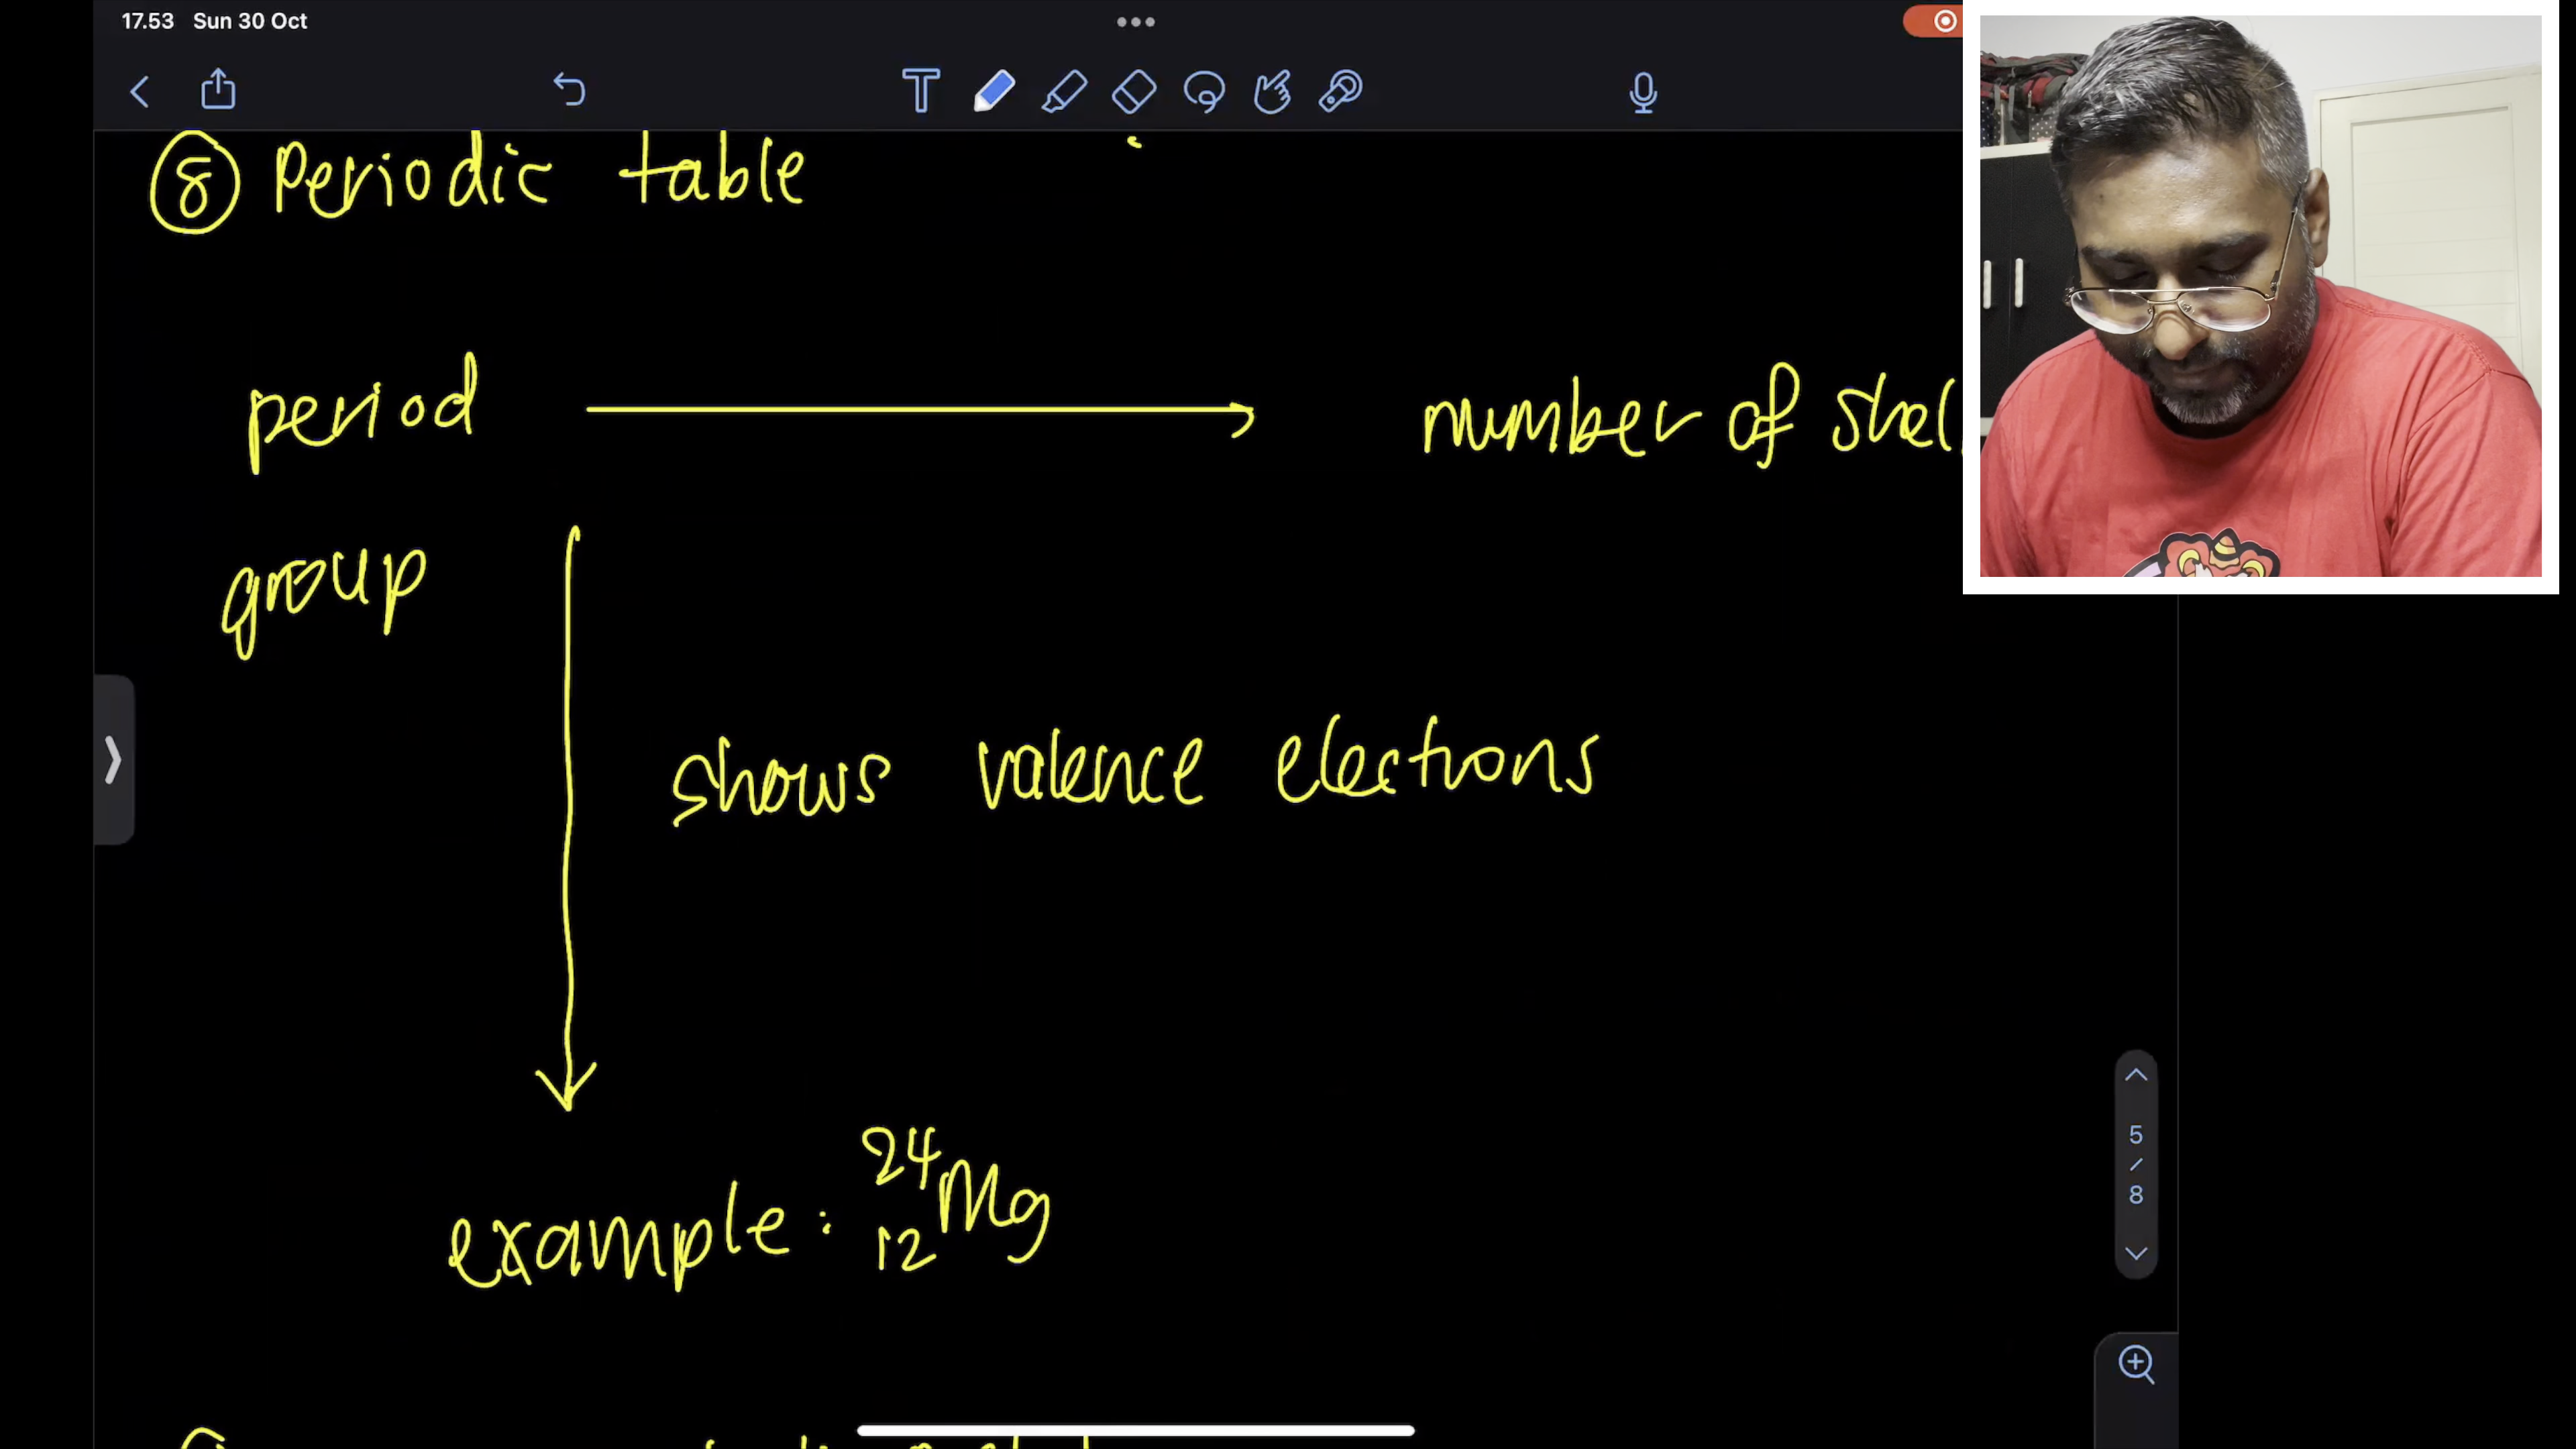 17.53 Sun 30 Oct
T
⑧ Periodic table
period
number of shel
group
shows valence electrons
example: ²⁴₁₂Mg
5
/
8